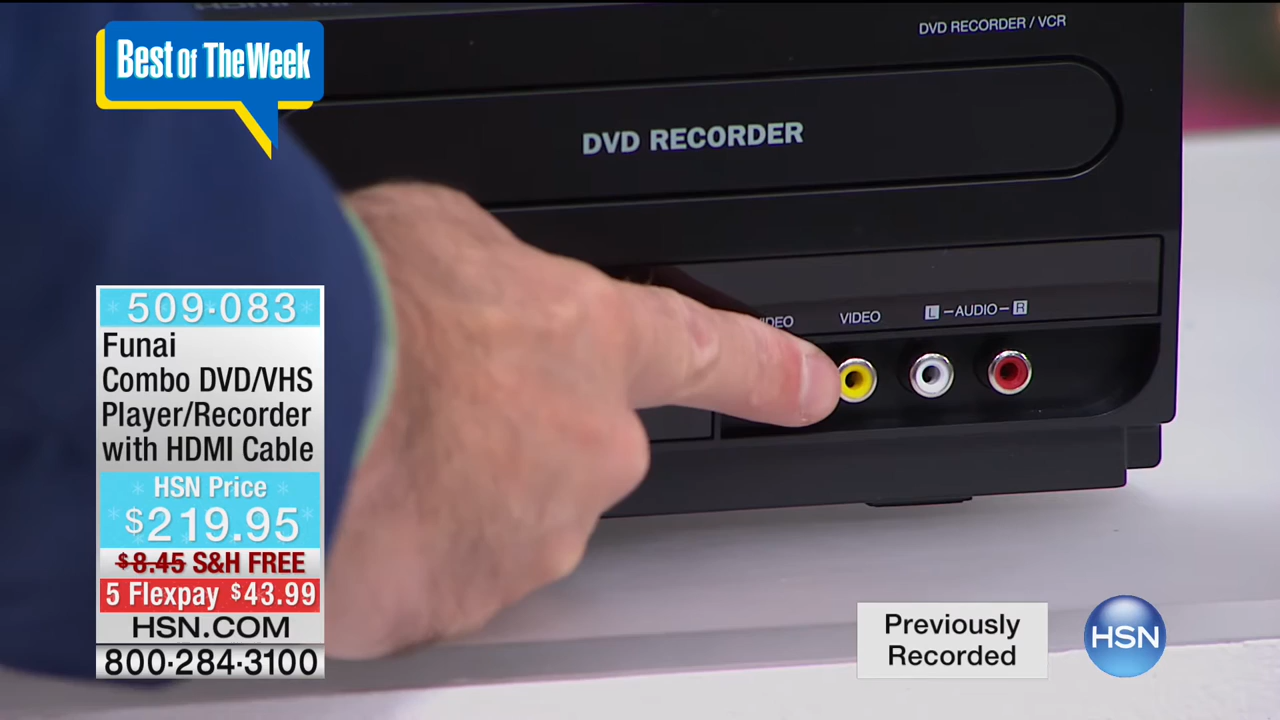 DVD RECORDER / VCR
Best of The Week
DVD RECORDER
509·083
Funai
Combo DVD/VHS
Player/Recorder
with HDMI Cable
HSN Price
$219.95
$8.45 S&H FREE
5 Flexpay $43.99
HSN.COM
800·284·3100
VIDEO L AUDIO R
Previously
Recorded
HSN